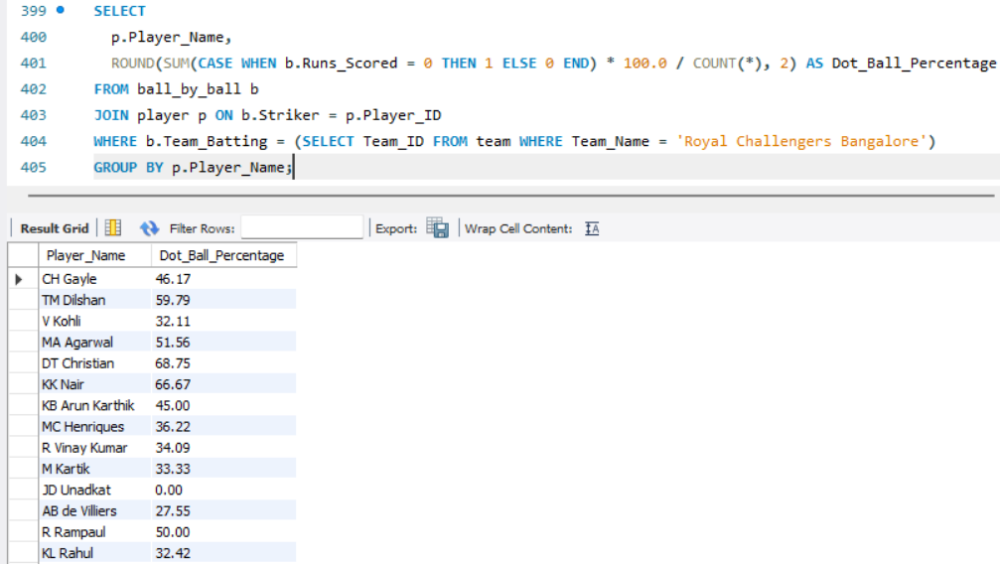 399 SELECT
400 p.Player_Name,
401 ROUND(SUM(CASE WHEN b.Runs_Scored = 0 THEN 1 ELSE 0 END) * 100.0 / COUNT(*), 2) AS Dot_Ball_Percentage
402 FROM ball_by_ball b
403 JOIN player p ON b.Striker = p.Player_ID
404 WHERE b.Team_Batting = (SELECT Team_ID FROM team WHERE Team_Name = 'Royal Challengers Bangalore')
405 GROUP BY p.Player_Name;
Result Grid Filter Rows: Export: Wrap Cell Content:
Player_Name Dot_Ball_Percentage
CH Gayle 46.17
TM Dilshan 59.79
V Kohli 32.11
MA Agarwal 51.56
DT Christian 68.75
KK Nair 66.67
KB Arun Karthik 45.00
MC Henriques 36.22
R Vinay Kumar 34.09
M Kartik 33.33
JD Unadkat 0.00
AB de Villiers 27.55
R Rampaul 50.00
KL Rahul 32.42